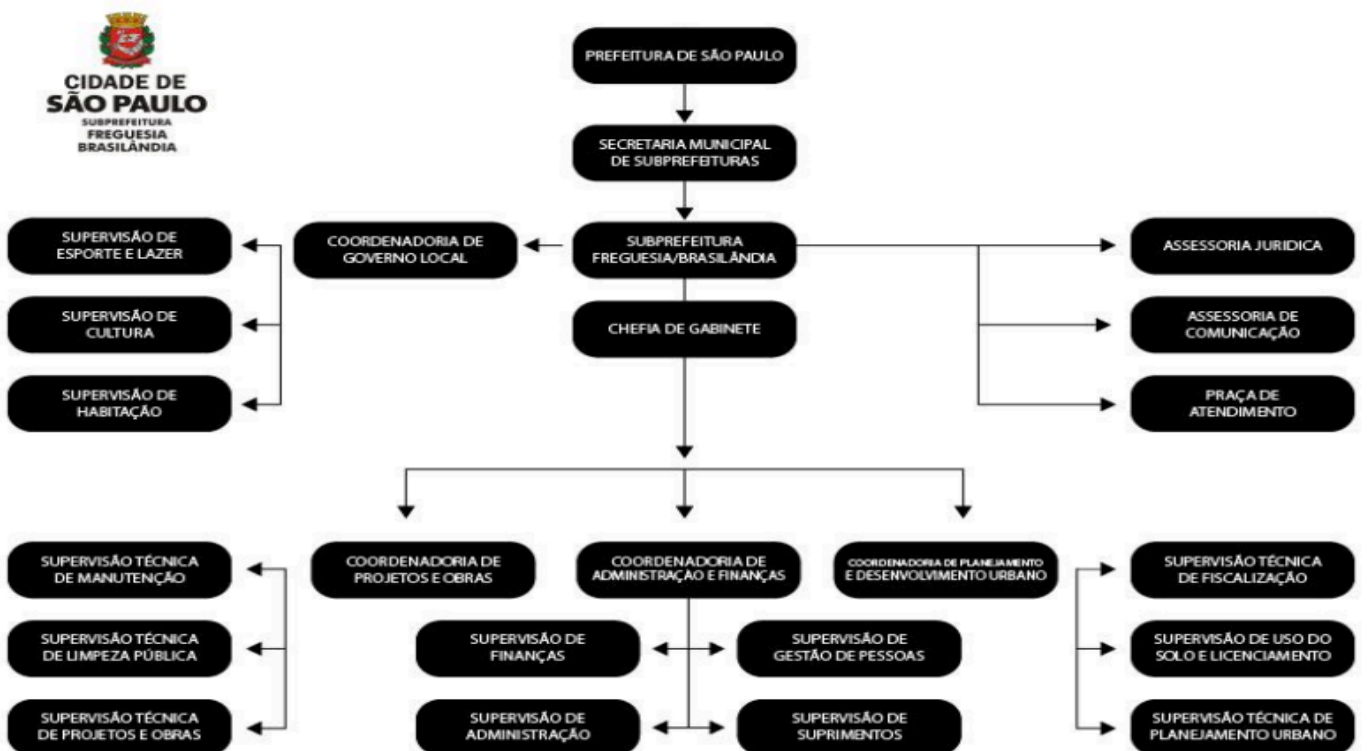 CIDADE DE
SÃO PAULO
SUBPREFEITURA
FREGUESIA
BRASILÂNDIA
PREFEITURA DE SÃO PAULO
SECRETARIA MUNICIPAL
DE SUBPREFEITURAS
SUPERVISÃO DE
ESPORTE E LAZER
COORDENADORIA DE
GOVERNO LOCAL
SUBPREFEITURA
FREGUESIA/BRASILÂNDIA
ASSESSORIA JURIDICA
SUPERVISÃO DE
CULTURA
CHEFIA DE GABINETE
ASSESSORIA DE
COMUNICAÇÃO
SUPERVISÃO DE
HABITAÇÃO
PRAÇA DE
ATENDIMENTO
SUPERVISÃO TÉCNICA
DE MANUTENÇÃO
COORDENADORIA DE
PROJETOS E OBRAS
COORDENADORIA DE
ADMINISTRAÇÃO E FINANÇAS
COORDENADORIA DE PLANEJAMENTO
E DESENVOLVIMENTO URBANO
SUPERVISÃO TÉCNICA
DE FISCALIZAÇÃO
SUPERVISÃO TÉCNICA
DE LIMPEZA PÚBLICA
SUPERVISÃO DE
FINANÇAS
SUPERVISÃO DE
GESTÃO DE PESSOAS
SUPERVISÃO DE USO DO
SOLO E LICENCIAMENTO
SUPERVISÃO TÉCNICA
DE PROJETOS E OBRAS
SUPERVISÃO DE
ADMINISTRAÇÃO
SUPERVISÃO DE
SUPRIMENTOS
SUPERVISÃO TÉCNICA DE
PLANEJAMENTO URBANO